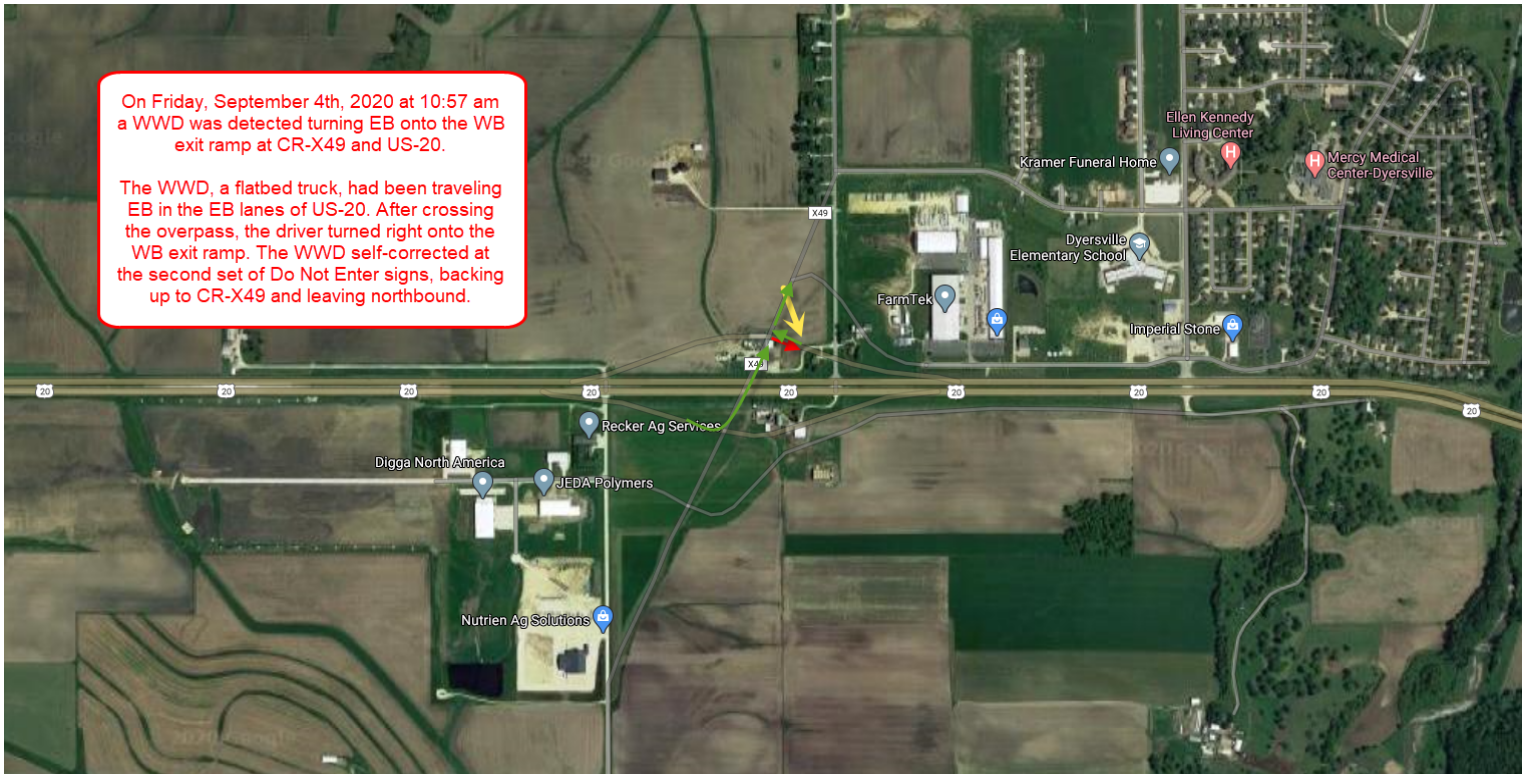 On Friday, September 4th, 2020 at 10:57 am
a WWD was detected turning EB onto the WB
exit ramp at CR-X49 and US-20.
The WWD, a flatbed truck, had been traveling
EB in the EB lanes of US-20. After crossing
the overpass, the driver turned right onto the
WB exit ramp. The WWD self-corrected at
the second set of Do Not Enter signs, backing
up to CR-X49 and leaving northbound.
Ellen Kennedy
Living Center
Kramer Funeral Home
H
H
Mercy Medical
Center-Dyersville
X49
Dyersville
Elementary School
FarmTek
Imperial Stone
X49
20
20
20
20
20
20
20
20
20
Recker Ag Services
Digga North America
JEDA Polymers
Nutrien Ag Solutions